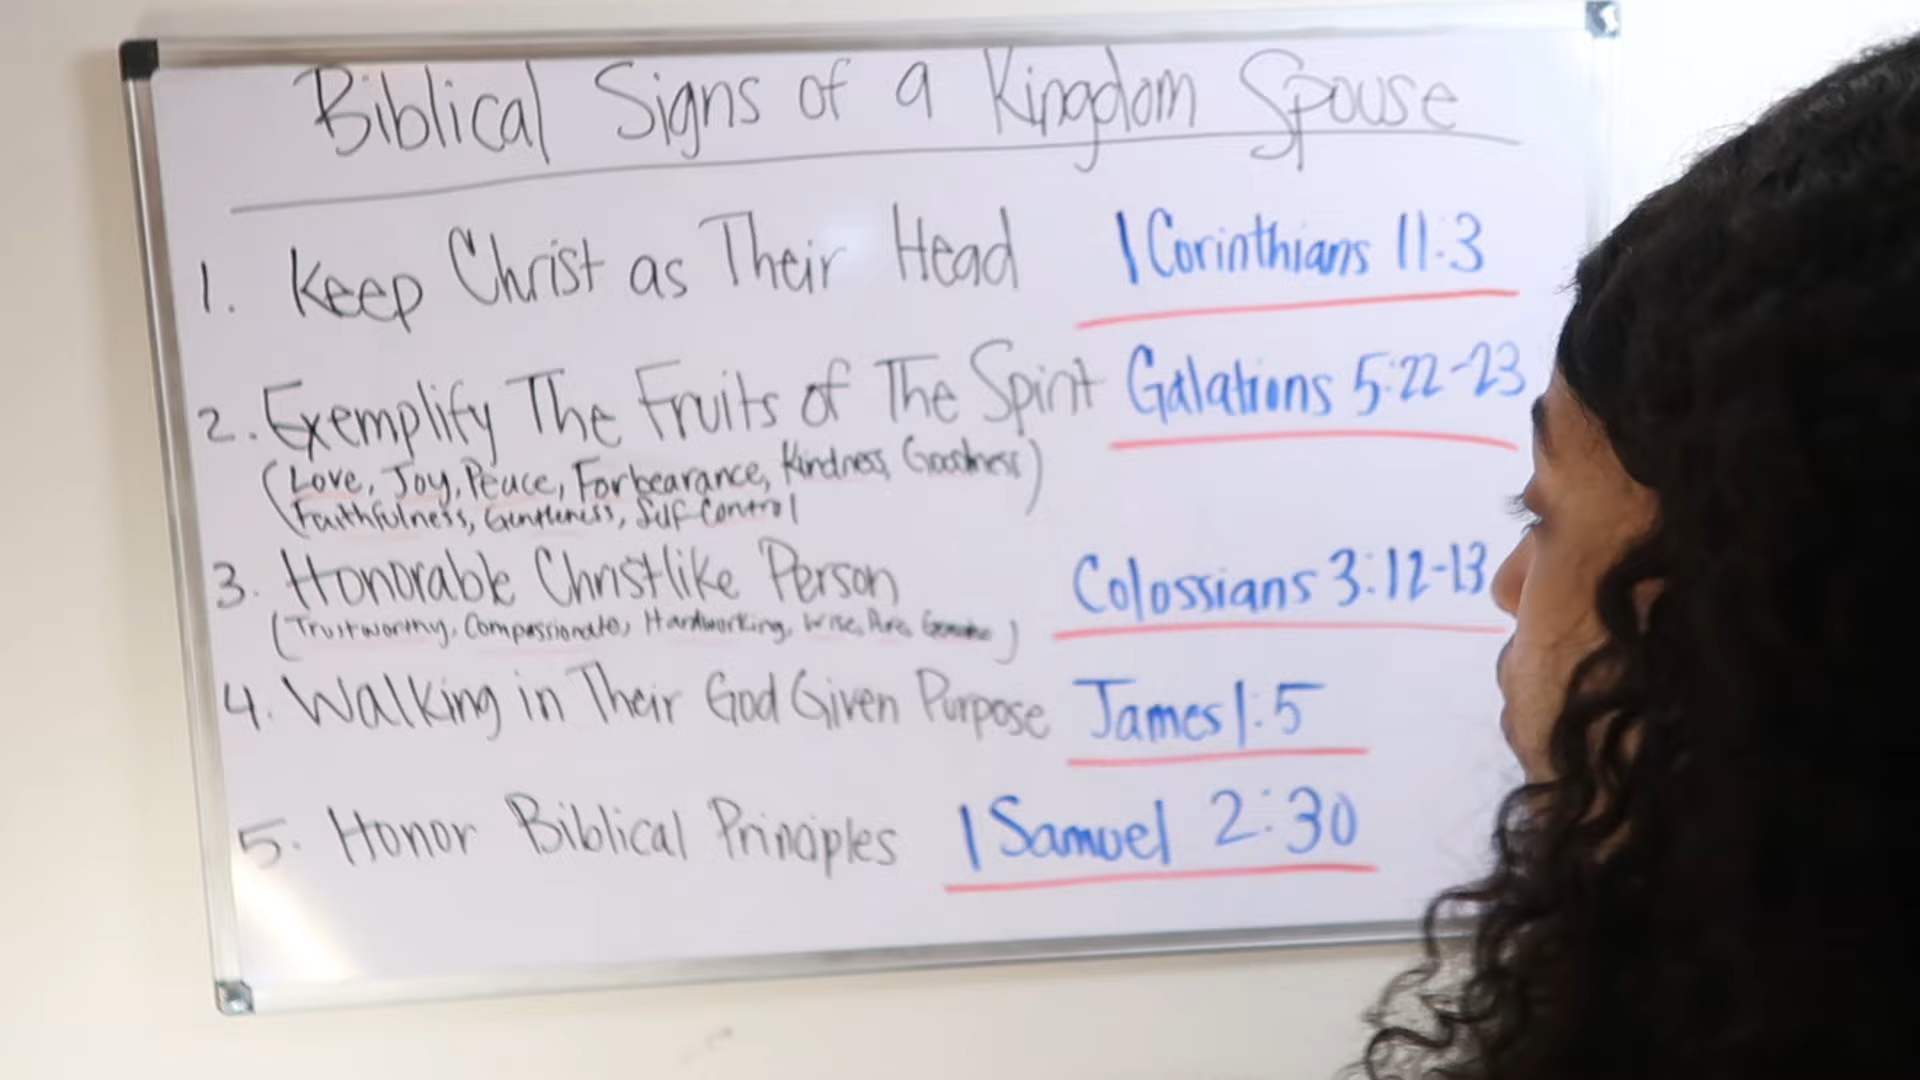 Biblical Signs of a Kingdom Spouse
1. Keep Christ as Their Head 1 Corinthians 11:3
2. Exemplify The Fruits of The Spirit Galations 5:22-23
(Love, Joy, Peace, Forbearance, Kindness, Goodness)
(Faithfulness, Gentleness, Self Control
3. Honorable Christlike Person Colossians 3:12-13
(Trustworthy, Compassionate, Hardworking, Wise, Pure, Genuine)
4. Walking in Their God Given Purpose James 1:5
5. Honor Biblical Principles 1 Samuel 2:30